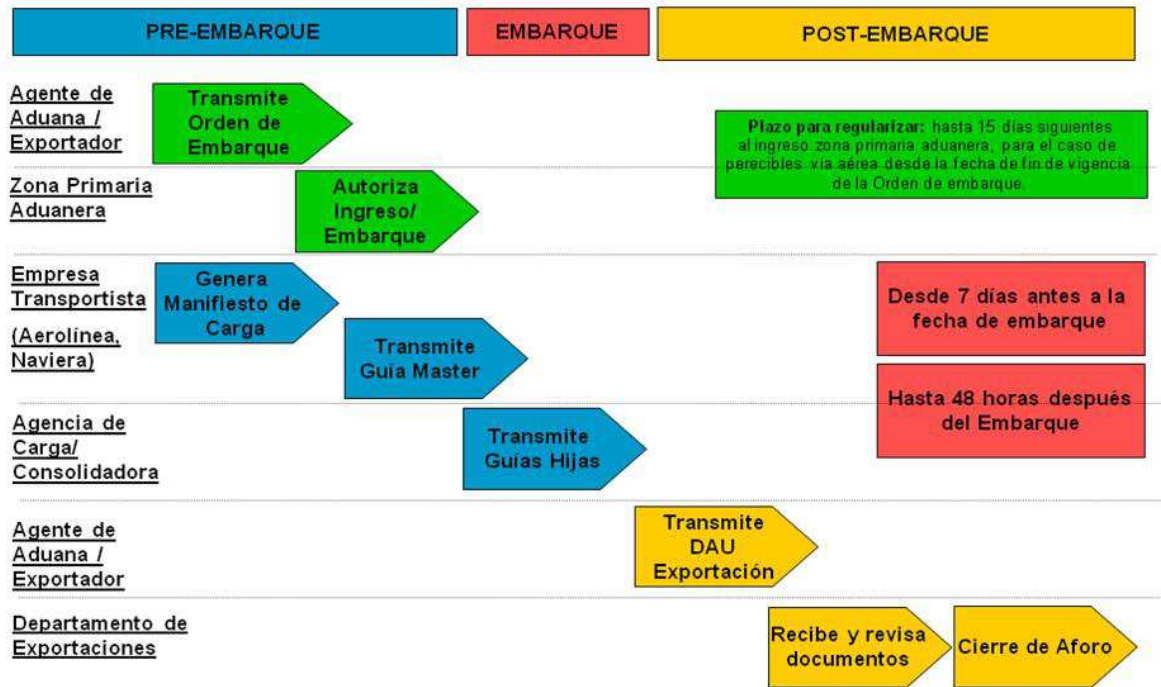 PRE-EMBARQUE
EMBARQUE
POST-EMBARQUE
Agente de
Aduana /
Exportador
Transmite
Orden de
Embarque
Plazo para regularizar: hasta 15 días siguientes
al ingreso zona primaria aduanera, para el caso de
perecibles vía aérea desde la fecha de fin de vigencia
de la Orden de embarque.
Zona Primaria
Aduanera
Autoriza
Ingreso/
Embarque
Empresa
Transportista
(Aerolínea,
Naviera)
Genera
Manifiesto de
Carga
Transmite
Guía Master
Desde 7 días antes a la
fecha de embarque
Hasta 48 horas después
del Embarque
Agencia de
Carga/
Consolidadora
Transmite
Guías Hijas
Agente de
Aduana /
Exportador
Transmite
DAU
Exportación
Departamento de
Exportaciones
Recibe y revisa
documentos
Cierre de Aforo